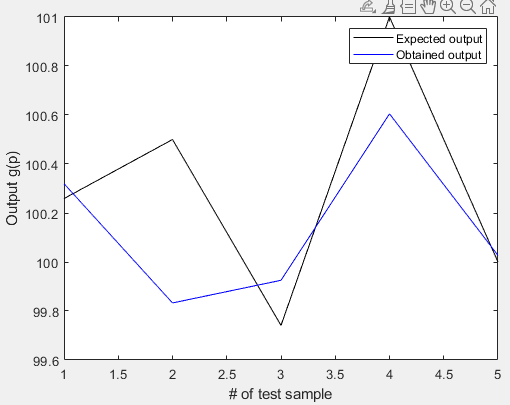 101
100.8
100.6
100.4
100.2
100
99.8
99.6
Output g(p)
Expected output
Obtained output
1 1.5 2 2.5 3 3.5 4 4.5 5
# of test sample